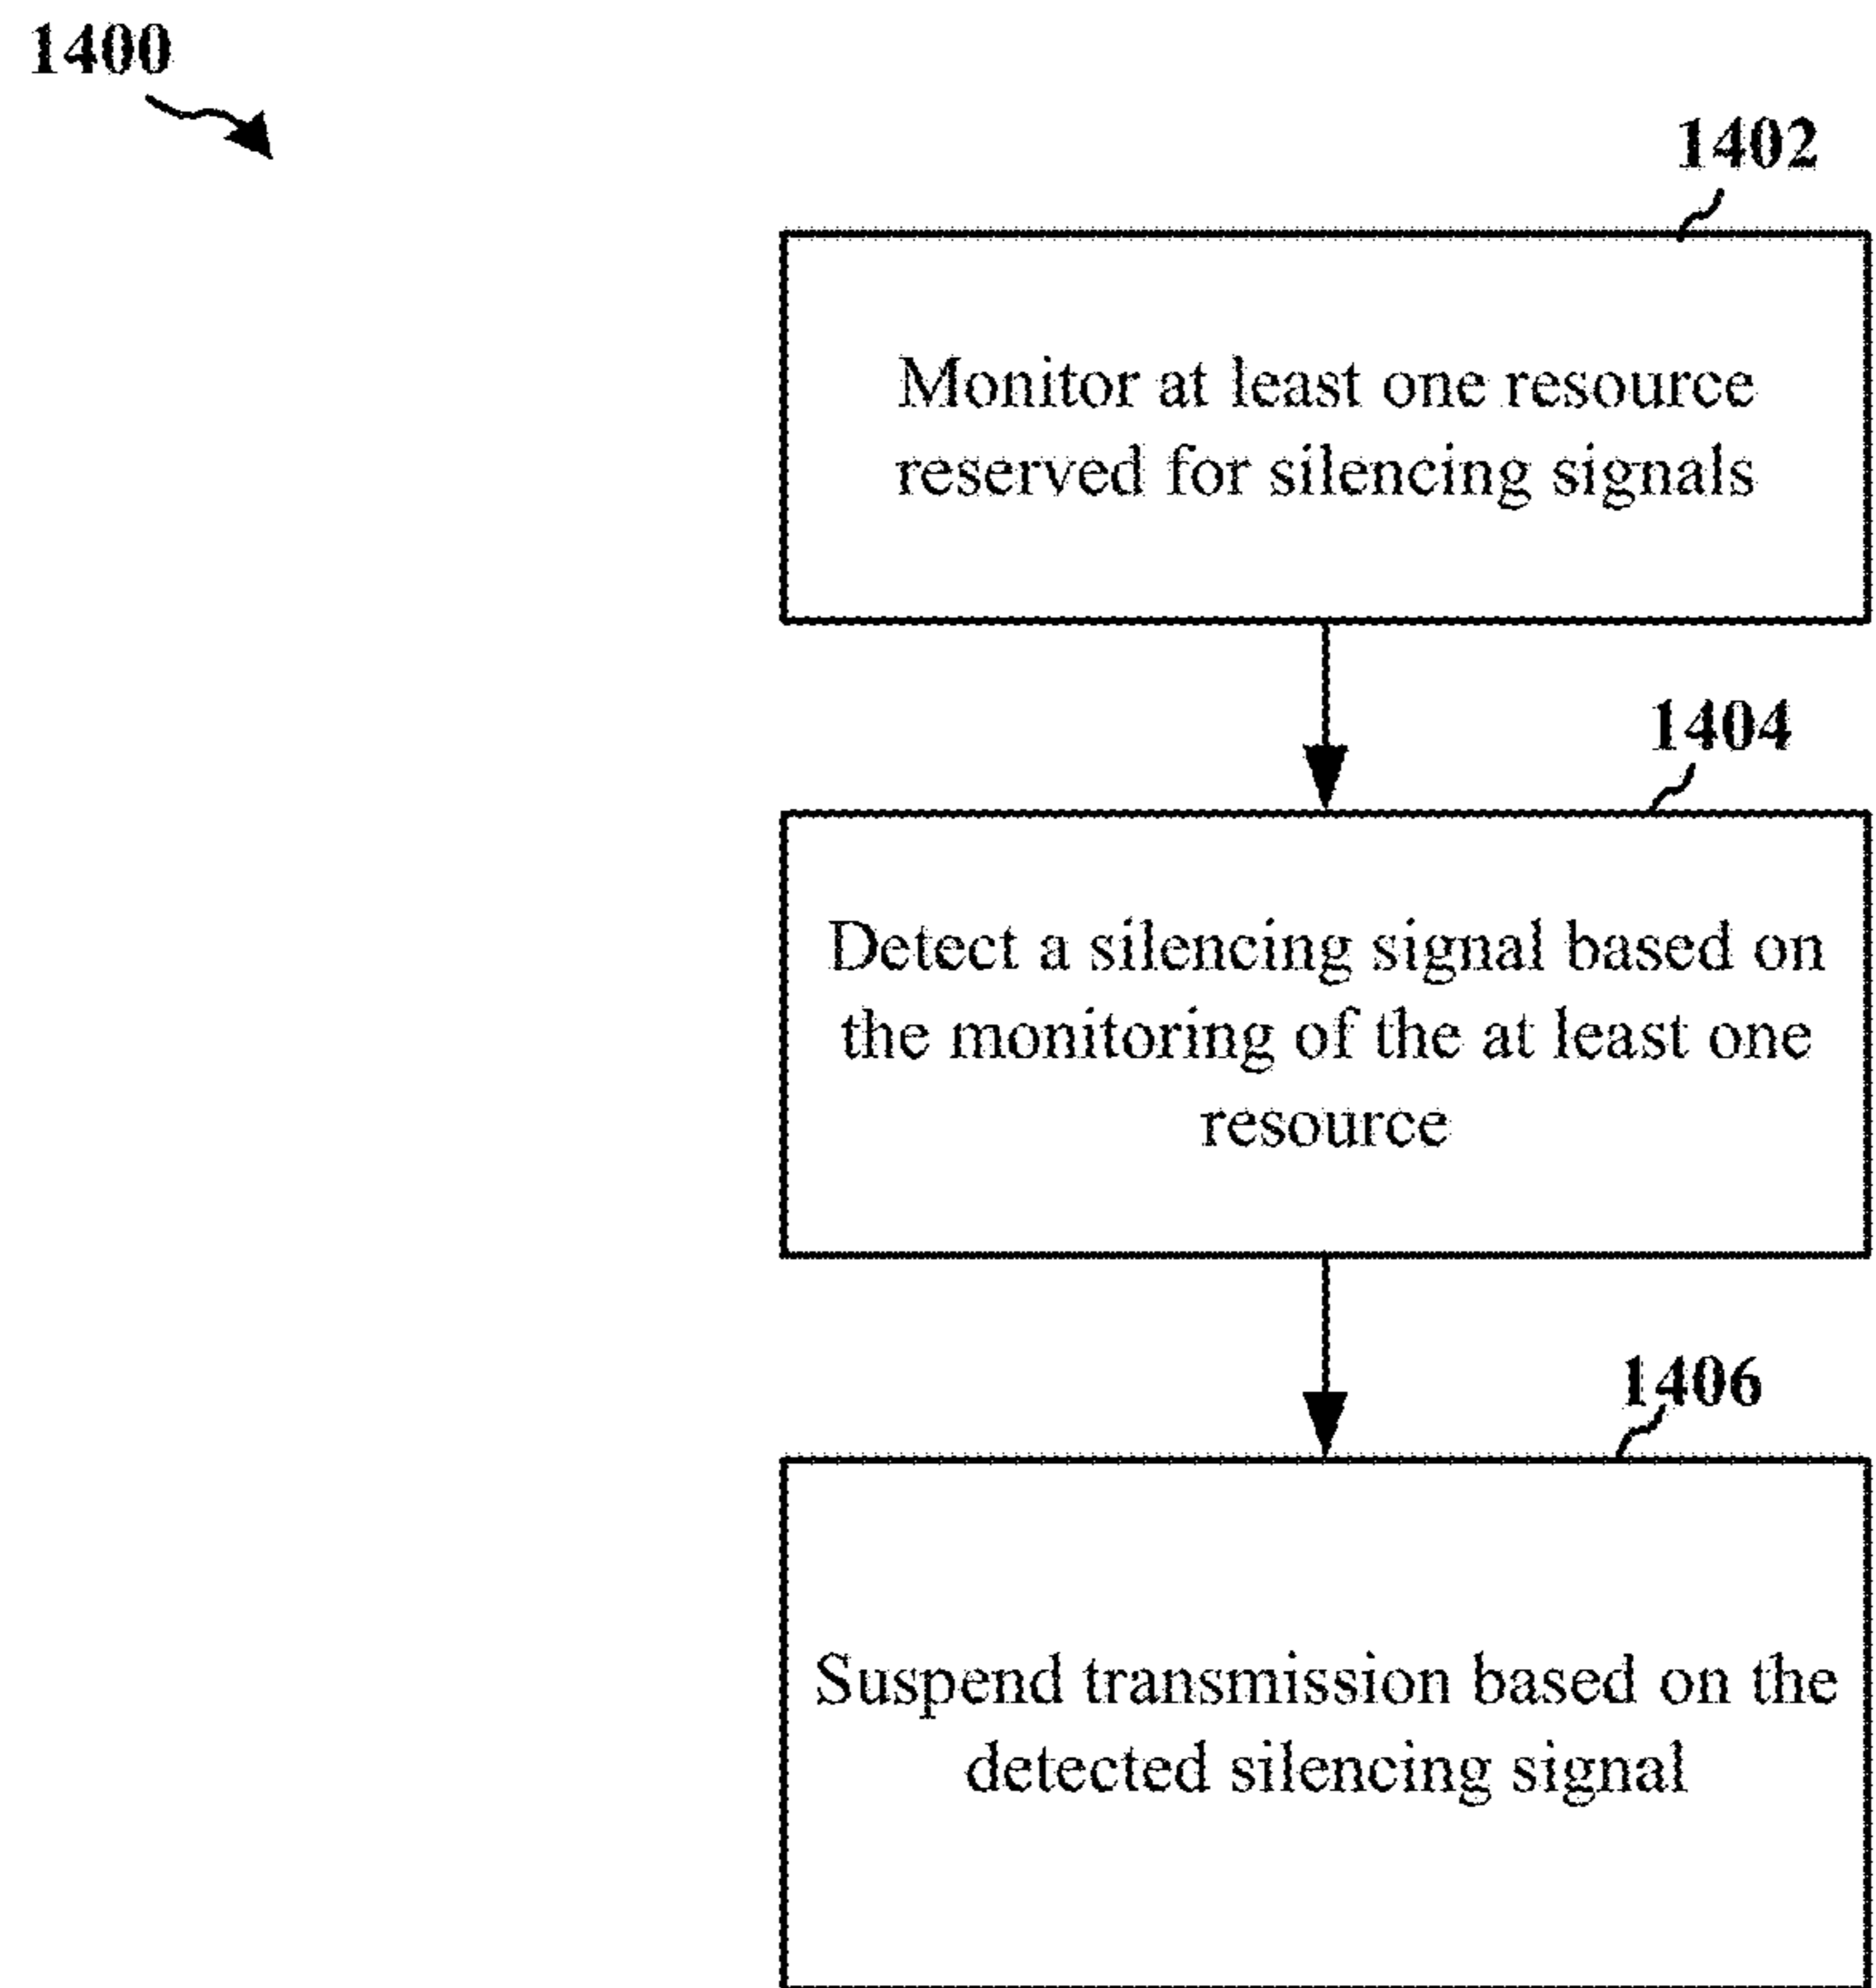 1400
1402
Monitor at least one resource
reserved for silencing signals
1404
Detect a silencing signal based on
the monitoring of the at least one
resource
1406
Suspend transmission based on the
detected silencing signal